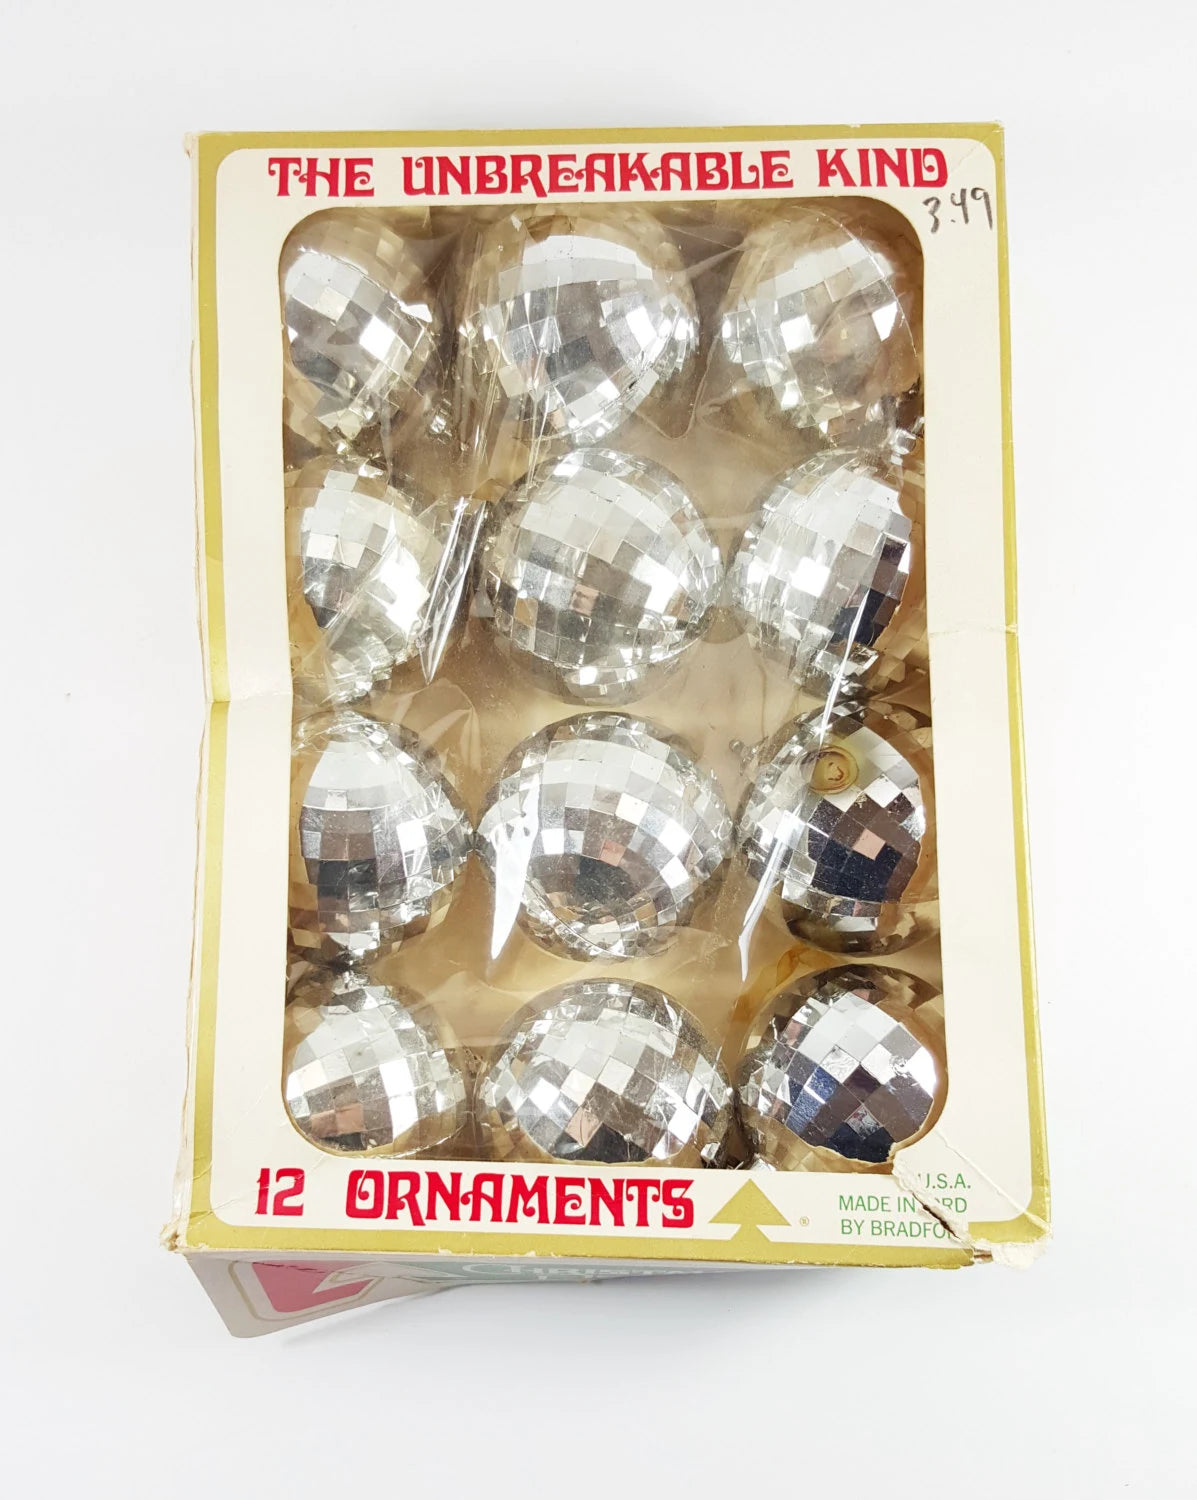 THE UNBREAKABLE KIND
3.49
12 ORNAMENTS
®
U.S.A.
MADE IN
BY